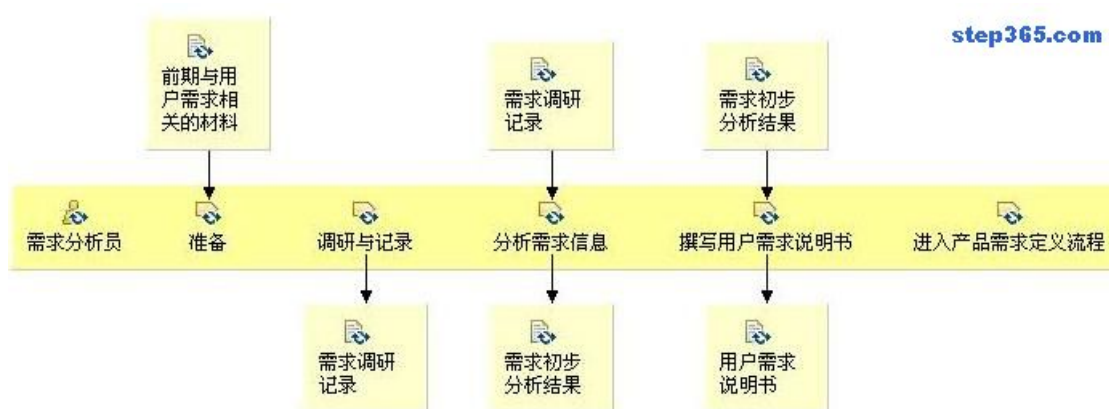 step365.com
前期与用
户需求相
关的材料
需求调研
记录
需求初步
分析结果
需求分析员
准备
调研与记录
分析需求信息
撰写用户需求说明书
进入产品需求定义流程
需求调研
记录
需求初步
分析结果
用户需求
说明书